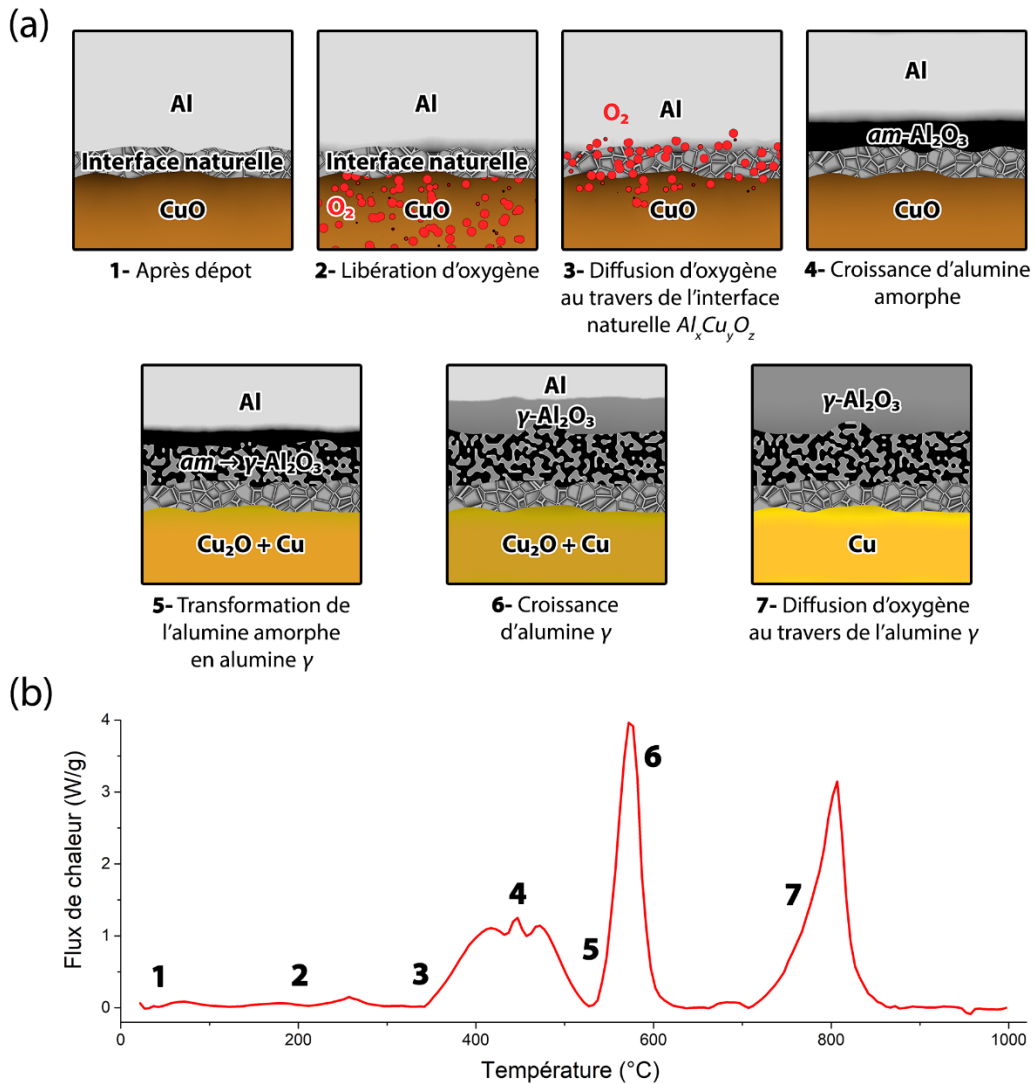 (a)
Al
Interface naturelle
CuO
1- Après dépot
Al
Interface naturelle
O₂
CuO
2- Libération d'oxygène
O₂
Al
CuO
3- Diffusion d'oxygène
au travers de l'interface
naturelle AlₓCuᵧO_z
Al
am-Al₂O₃
CuO
4- Croissance d'alumine
amorphe
Al
am→γ-Al₂O₃
Cu₂O + Cu
5- Transformation de
l'alumine amorphe
en alumine γ
Al
γ-Al₂O₃
Cu₂O + Cu
6- Croissance
d'alumine γ
γ-Al₂O₃
Cu
7- Diffusion d'oxygène
au travers de l'alumine γ
(b)
Flux de chaleur (W/g)
4
3
2
1
0
1
2
3
4
5
6
7
0
200
400
600
800
1000
Température (°C)